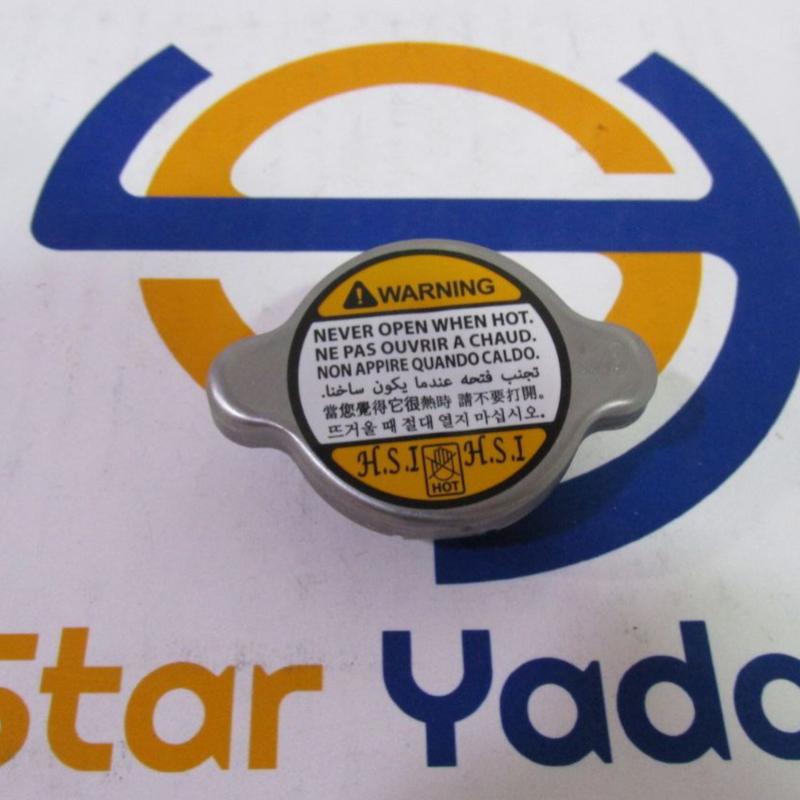 WARNING
NEVER OPEN WHEN HOT.
NE PAS OUVRIR A CHAUD.
NON APPIRE QUANDO CALDO.
تجنب فتحه عندما يكون ساخنا.
當您覺得它很熱時 請不要打開。
뜨거울 때 절대 열지 마십시오.
H.S.I HOT H.S.I
Star Yada